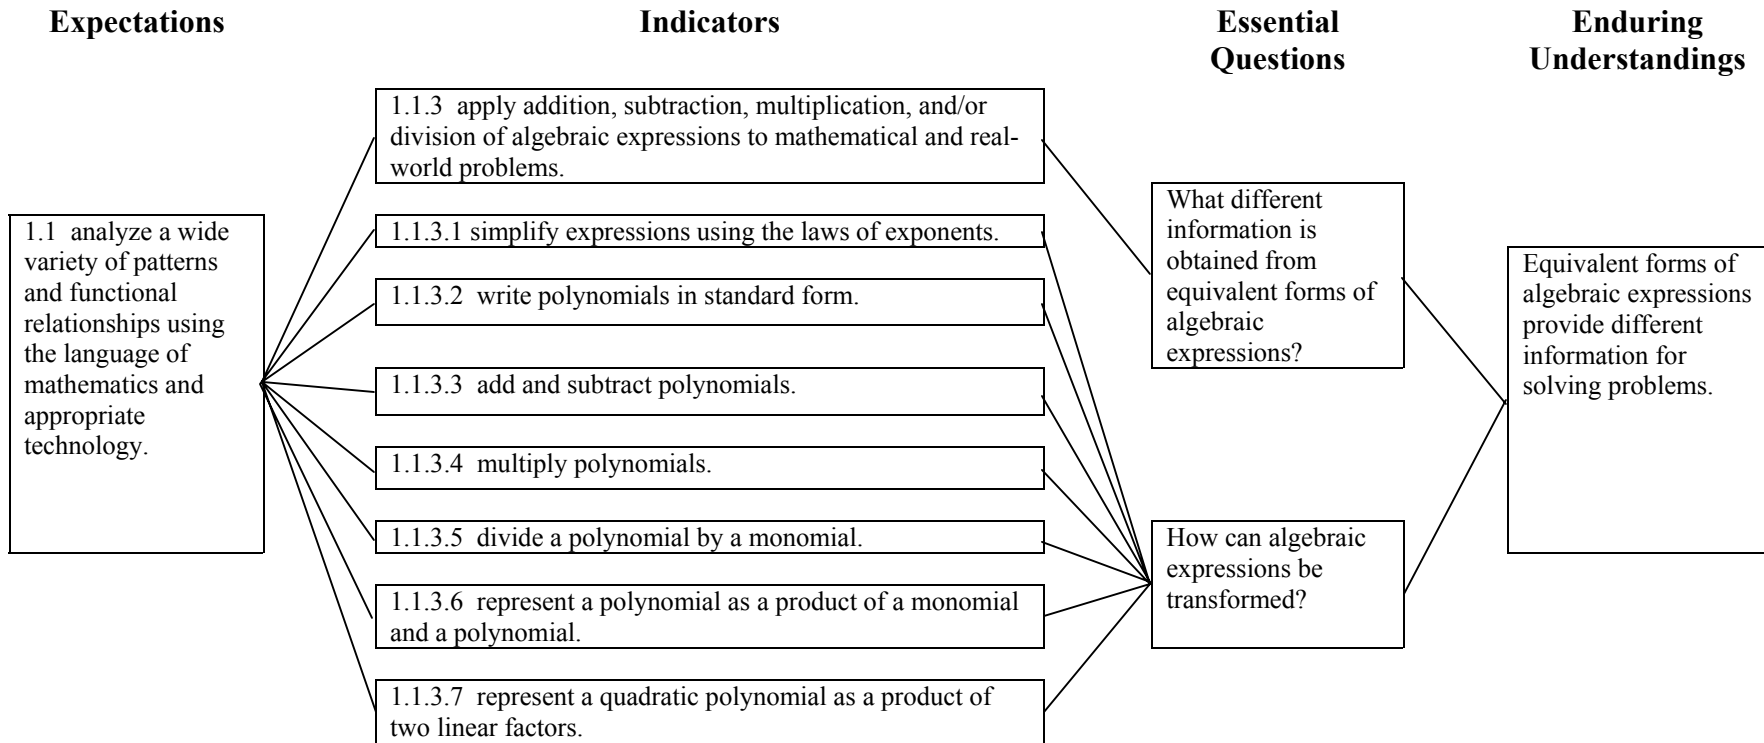 Expectations
Indicators
Essential
Questions
Enduring
Understandings
1.1 analyze a wide
variety of patterns
and functional
relationships using
the language of
mathematics and
appropriate
technology.
1.1.3 apply addition, subtraction, multiplication, and/or
division of algebraic expressions to mathematical and real-
world problems.
1.1.3.1 simplify expressions using the laws of exponents.
1.1.3.2 write polynomials in standard form.
1.1.3.3 add and subtract polynomials.
1.1.3.4 multiply polynomials.
1.1.3.5 divide a polynomial by a monomial.
1.1.3.6 represent a polynomial as a product of a monomial
and a polynomial.
1.1.3.7 represent a quadratic polynomial as a product of
two linear factors.
What different
information is
obtained from
equivalent forms of
algebraic
expressions?
How can algebraic
expressions be
transformed?
Equivalent forms of
algebraic expressions
provide different
information for
solving problems.